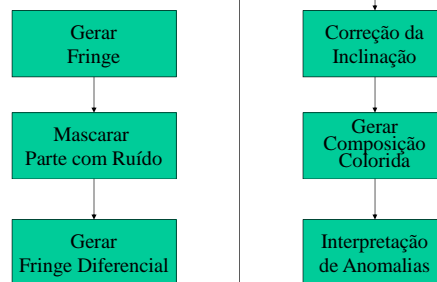 Gerar
Fringe
Mascarar
Parte com Ruído
Gerar
Fringe Diferencial
Correção da
Inclinação
Gerar
Composição
Colorida
Interpretação
de Anomalias